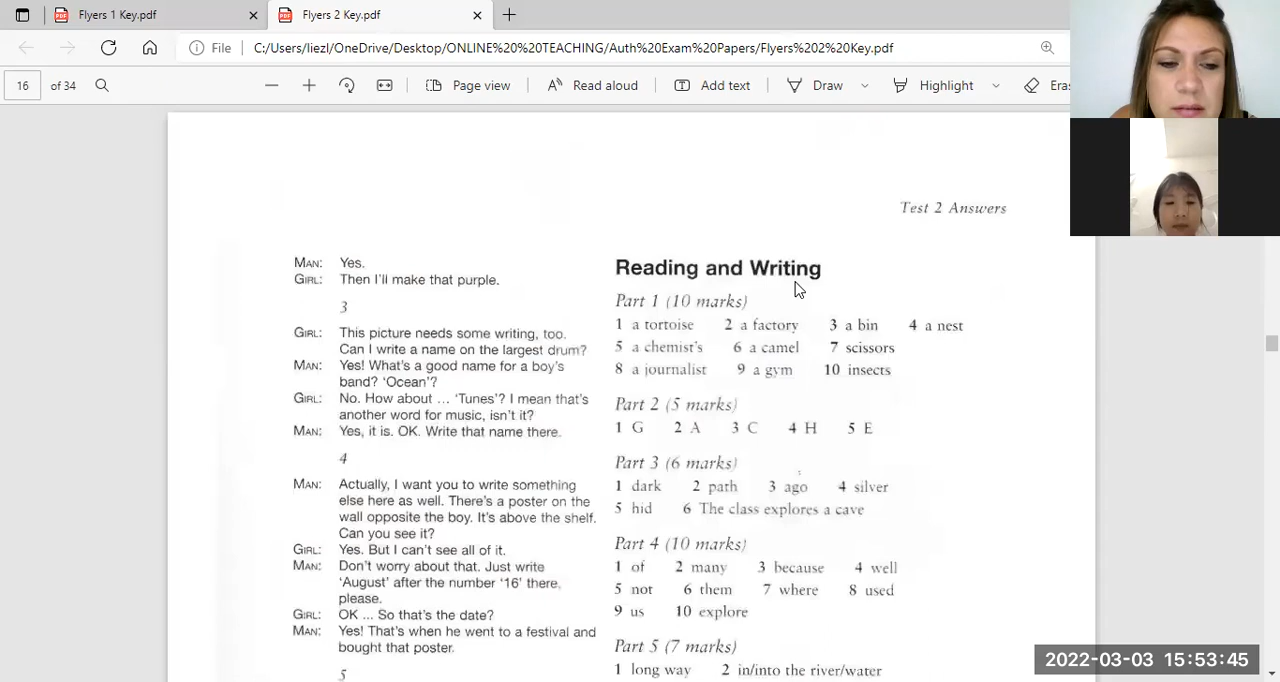 Flyers 1 Key.pdf
Flyers 2 Key.pdf
File C:/Users/liezl/OneDrive/Desktop/ONLINE%20%20TEACHING/Auth%20Exam%20Papers/Flyers%202%20Key.pdf
16 of 34
Page view
Read aloud
Add text
Draw
Highlight
Eras
Test 2 Answers
MAN: Yes.
GIRL: Then I'll make that purple.
3
GIRL: This picture needs some writing, too.
Can I write a name on the largest drum?
MAN: Yes! What's a good name for a boy's
band? 'Ocean'?
GIRL: No. How about ... 'Tunes'? I mean that's
another word for music, isn't it?
MAN: Yes, it is. OK. Write that name there.
4
MAN: Actually, I want you to write something
else here as well. There's a poster on the
wall opposite the boy. It's above the shelf.
Can you see it?
GIRL: Yes. But I can't see all of it.
MAN: Don't worry about that. Just write
'August' after the number '16' there,
please.
GIRL: OK ... So that's the date?
MAN: Yes! That's when he went to a festival and
bought that poster.
5
Reading and Writing
Part 1 (10 marks)
1 a tortoise 2 a factory 3 a bin 4 a nest
5 a chemist's 6 a camel 7 scissors
8 a journalist 9 a gym 10 insects
Part 2 (5 marks)
1 G 2 A 3 C 4 H 5 E
Part 3 (6 marks)
1 dark 2 path 3 ago 4 silver
5 hid 6 The class explores a cave
Part 4 (10 marks)
1 of 2 many 3 because 4 well
5 not 6 them 7 where 8 used
9 us 10 explore
Part 5 (7 marks)
1 long way 2 in/into the river/water
2022-03-03 15:53:45